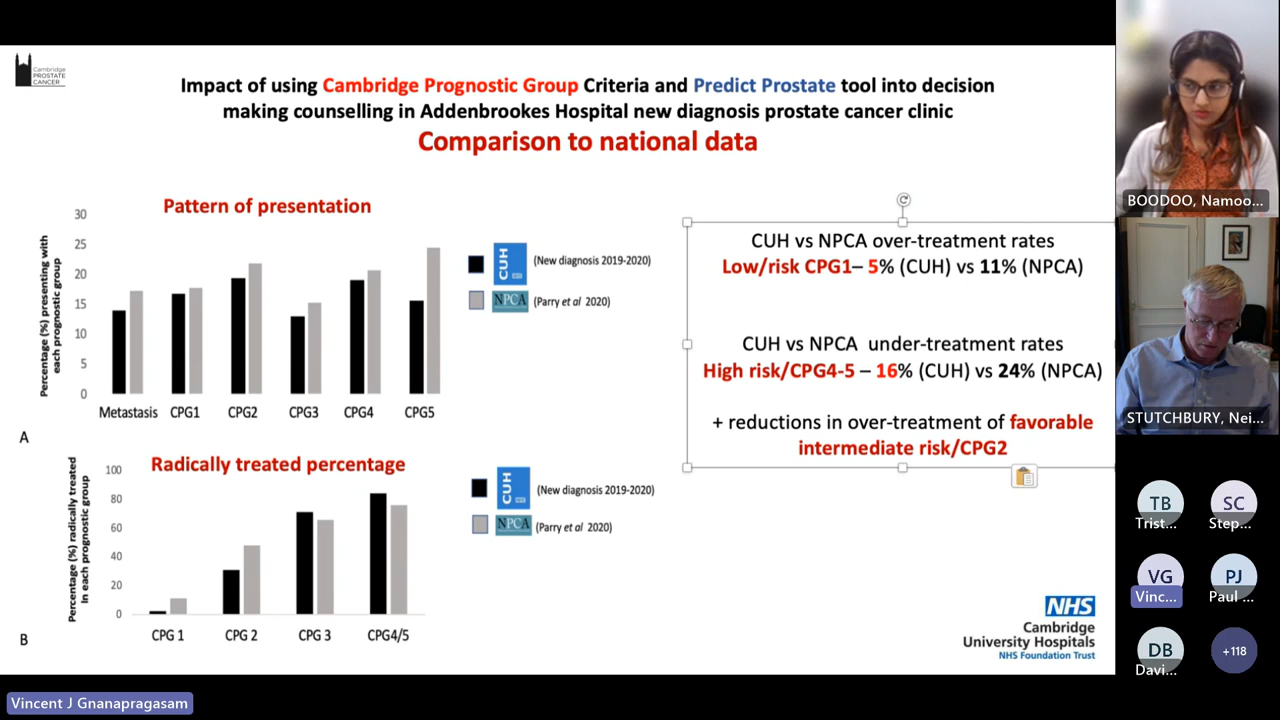 Cambridge
PROSTATE
CANCER
Impact of using Cambridge Prognostic Group Criteria and Predict Prostate tool into decision
making counselling in Addenbrookes Hospital new diagnosis prostate cancer clinic
Comparison to national data
Pattern of presentation
Percentage (%) presenting with
each prognostic group
30
25
20
15
10
5
0
Metastasis CPG1 CPG2 CPG3 CPG4 CPG5
CUH
(New diagnosis 2019-2020)
NPCA
(Parry et al 2020)
A
Radically treated percentage
Percentage (%) radically treated
In each prognostic group
100
80
60
40
20
0
CPG 1 CPG 2 CPG 3 CPG4/5
CUH
(New diagnosis 2019-2020)
NPCA
(Parry et al 2020)
B
CUH vs NPCA over-treatment rates
Low/risk CPG1– 5% (CUH) vs 11% (NPCA)
CUH vs NPCA under-treatment rates
High risk/CPG4-5 – 16% (CUH) vs 24% (NPCA)
+ reductions in over-treatment of favorable
intermediate risk/CPG2
NHS
Cambridge
University Hospitals
NHS Foundation Trust
BOODOO, Namoo...
STUTCHBURY, Nei...
TB
Trist...
SC
Step...
VG
Vinc...
PJ
Paul ...
DB
Davi...
+118
Vincent J Gnanapragasam